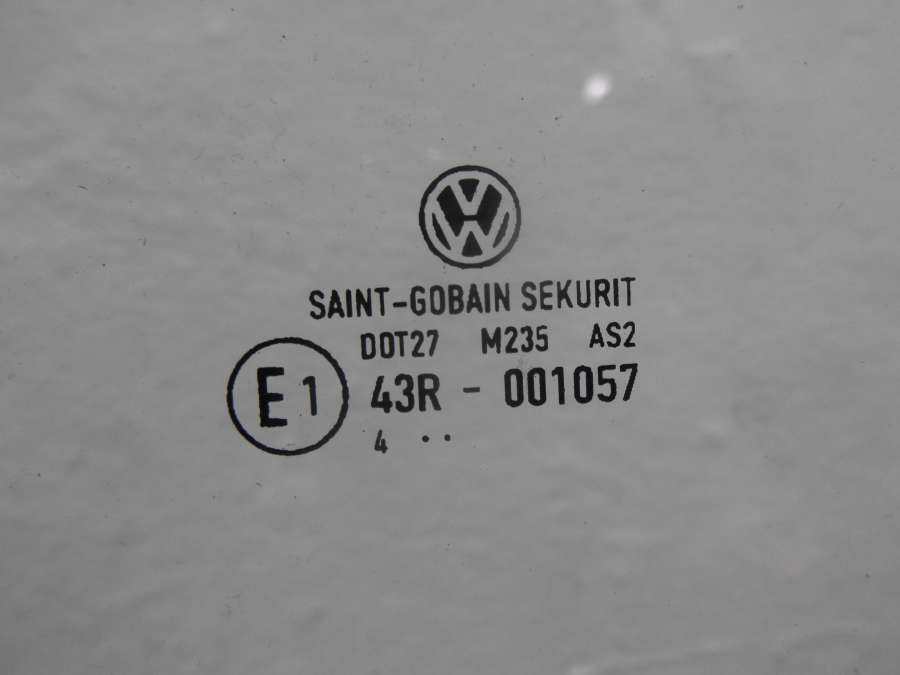 SAINT-GOBAIN SEKURIT
DOT27 M235 AS2
E1 43R - 001057
4 ..